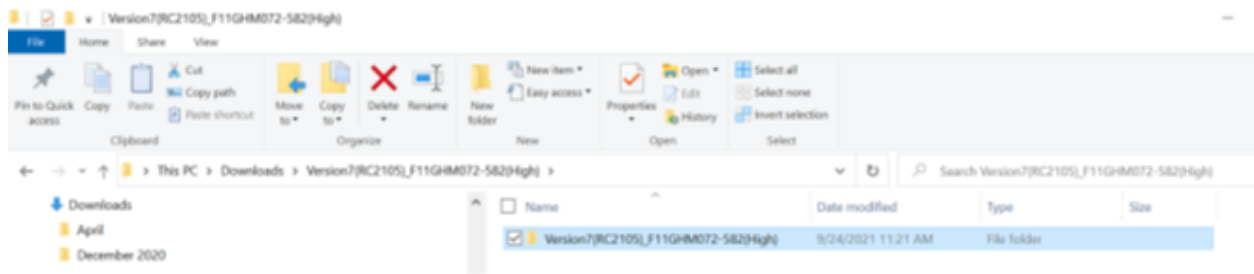 Version7(RC2105)_F11GHM072-582(High)
File Home Share View
Pin to Quick access
Copy
Paste
Cut
Copy path
Paste shortcut
Clipboard
Move to
Copy to
Delete
Rename
Organize
New folder
New item
Easy access
New
Properties
Open
Edit
History
Open
Select all
Select none
Invert selection
Select
This PC > Downloads > Version7(RC2105)_F11GHM072-582(High) >
Search Version7(RC2105)_F11GHM072-582(High)
Downloads
April
December 2020
Name Date modified Type Size
Version7(RC2105)_F11GHM072-582(High) 9/24/2021 11:21 AM File folder